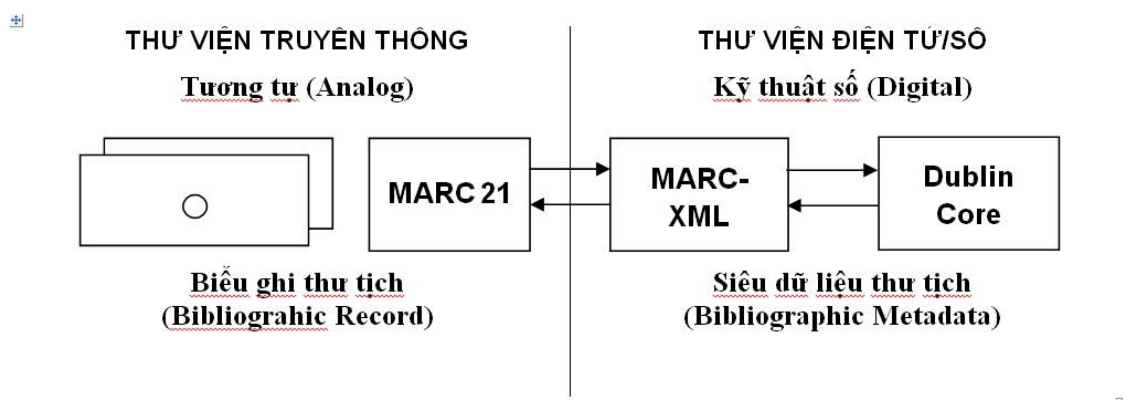 THƯ VIỆN TRUYỀN THÔNG
Tương tự (Analog)
MARC 21
Biểu ghi thư tịch
(Bibliograhic Record)
THƯ VIỆN ĐIỆN TỬ/SỐ
Kỹ thuật số (Digital)
MARC-
XML
Dublin
Core
Siêu dữ liệu thư tịch
(Bibliographic Metadata)